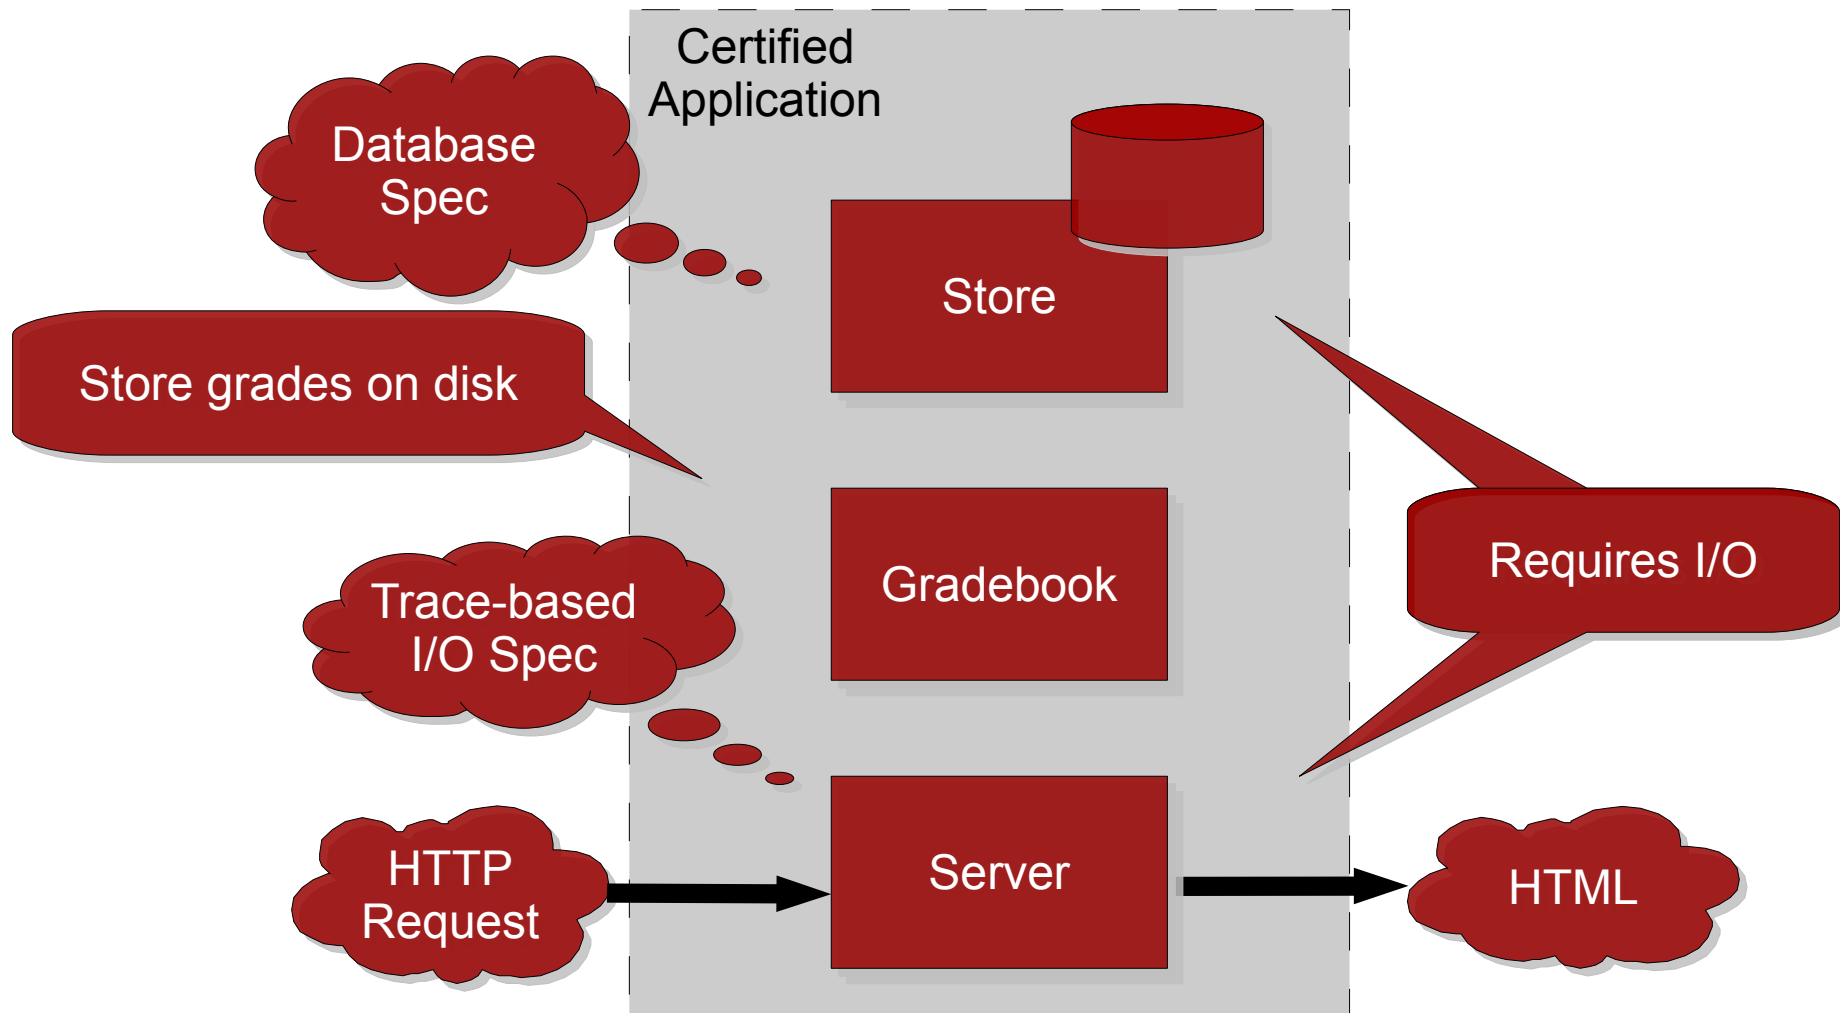 Certified
Application
Database
Spec
Store
Store grades on disk
Gradebook
Requires I/O
Trace-based
I/O Spec
Server
HTTP
Request
HTML